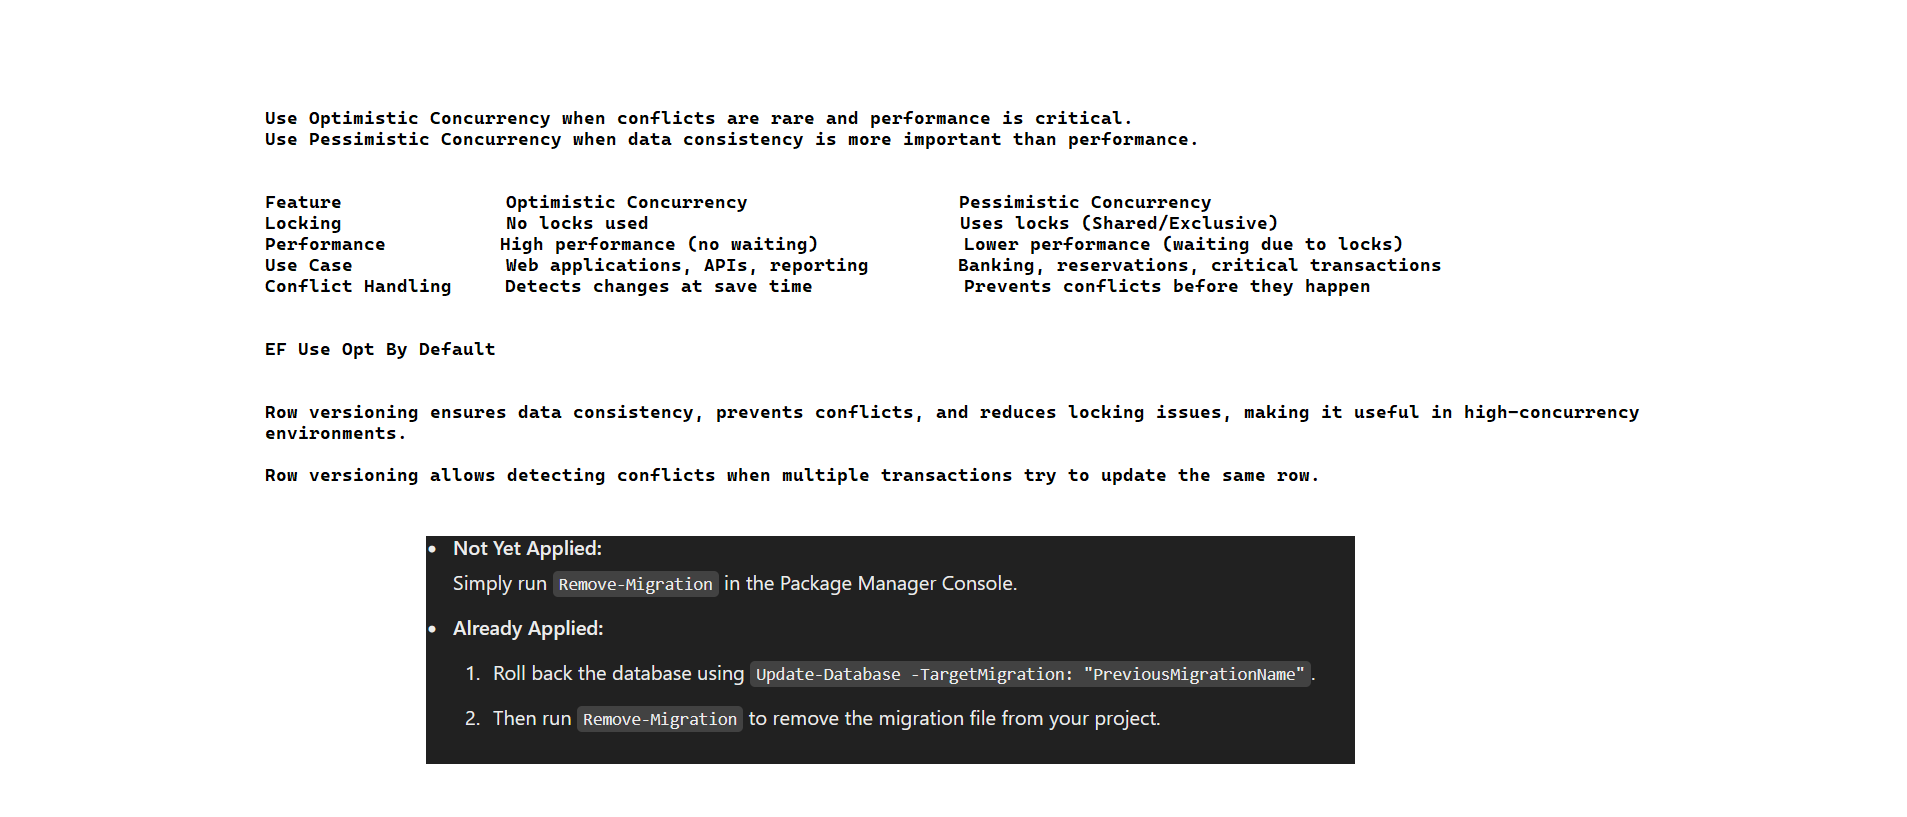 Use Optimistic Concurrency when conflicts are rare and performance is critical.
Use Pessimistic Concurrency when data consistency is more important than performance.
Feature Optimistic Concurrency Pessimistic Concurrency
Locking No locks used Uses locks (Shared/Exclusive)
Performance High performance (no waiting) Lower performance (waiting due to locks)
Use Case Web applications, APIs, reporting Banking, reservations, critical transactions
Conflict Handling Detects changes at save time Prevents conflicts before they happen
EF Use Opt By Default
Row versioning ensures data consistency, prevents conflicts, and reduces locking issues, making it useful in high-concurrency
environments.
Row versioning allows detecting conflicts when multiple transactions try to update the same row.
• Not Yet Applied:
Simply run Remove-Migration in the Package Manager Console.
• Already Applied:
1. Roll back the database using Update-Database -TargetMigration: "PreviousMigrationName".
2. Then run Remove-Migration to remove the migration file from your project.